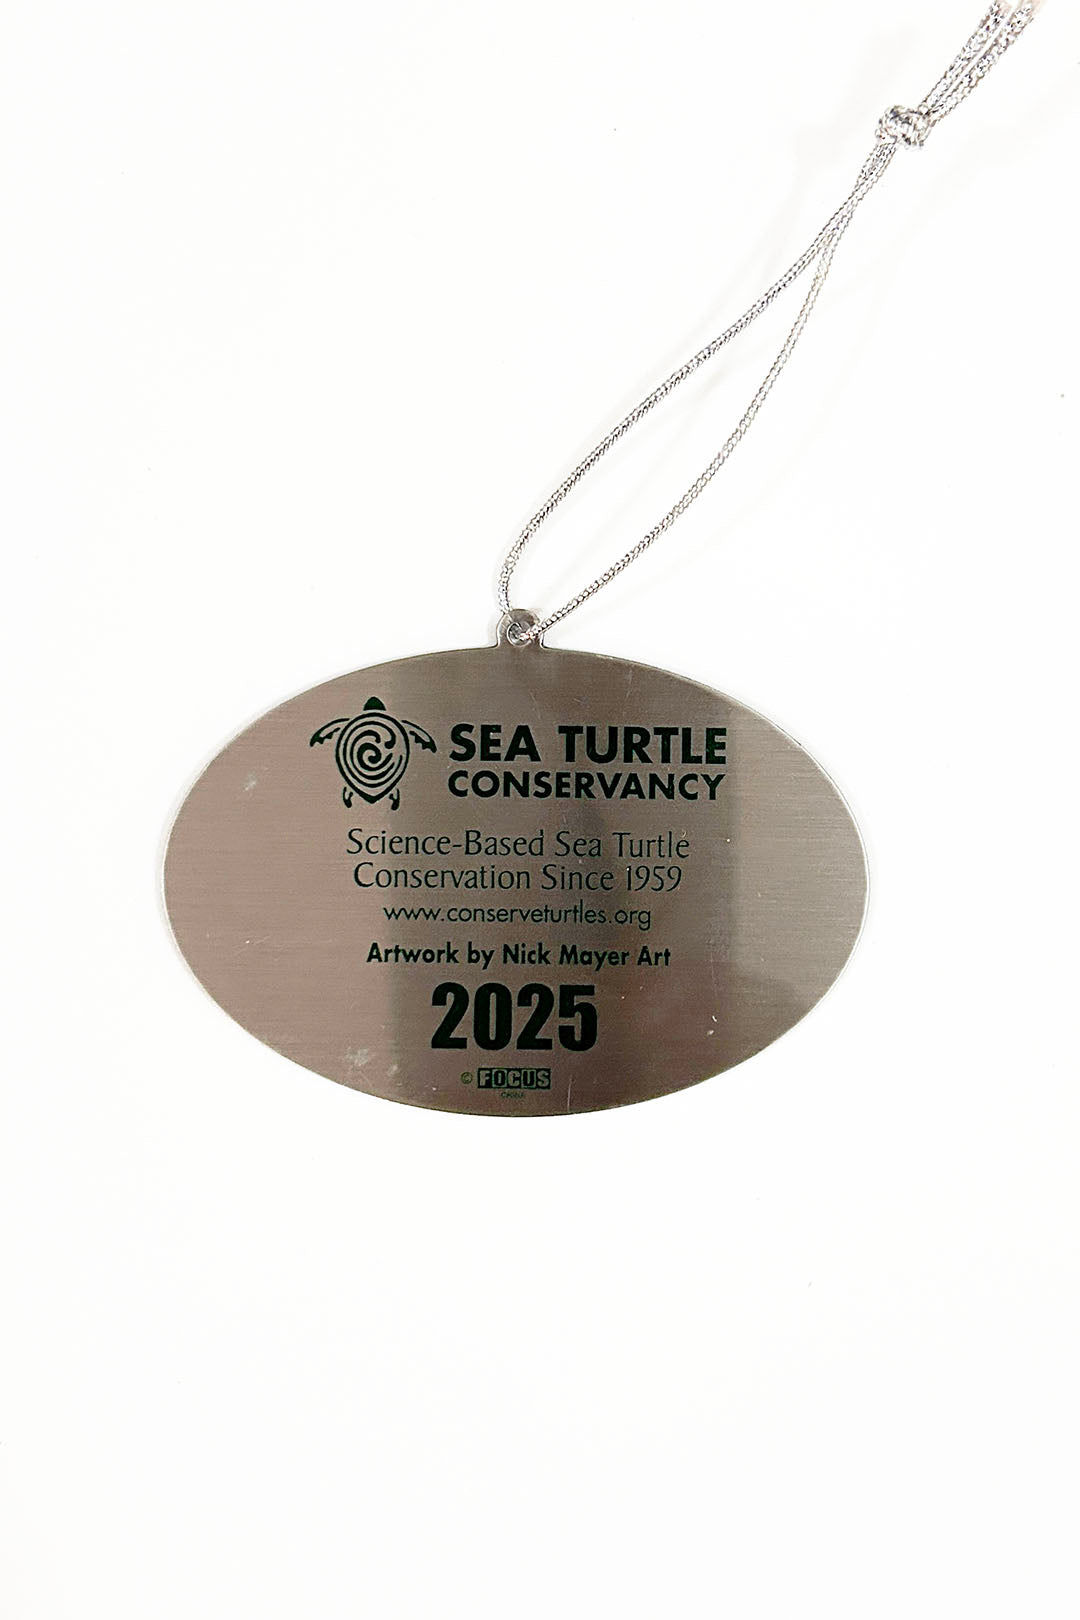 SEA TURTLE
CONSERVANCY
Science-Based Sea Turtle
Conservation Since 1959
www.conserveturtles.org
Artwork by Nick Mayer Art
2025
© FOCUS
CHINA